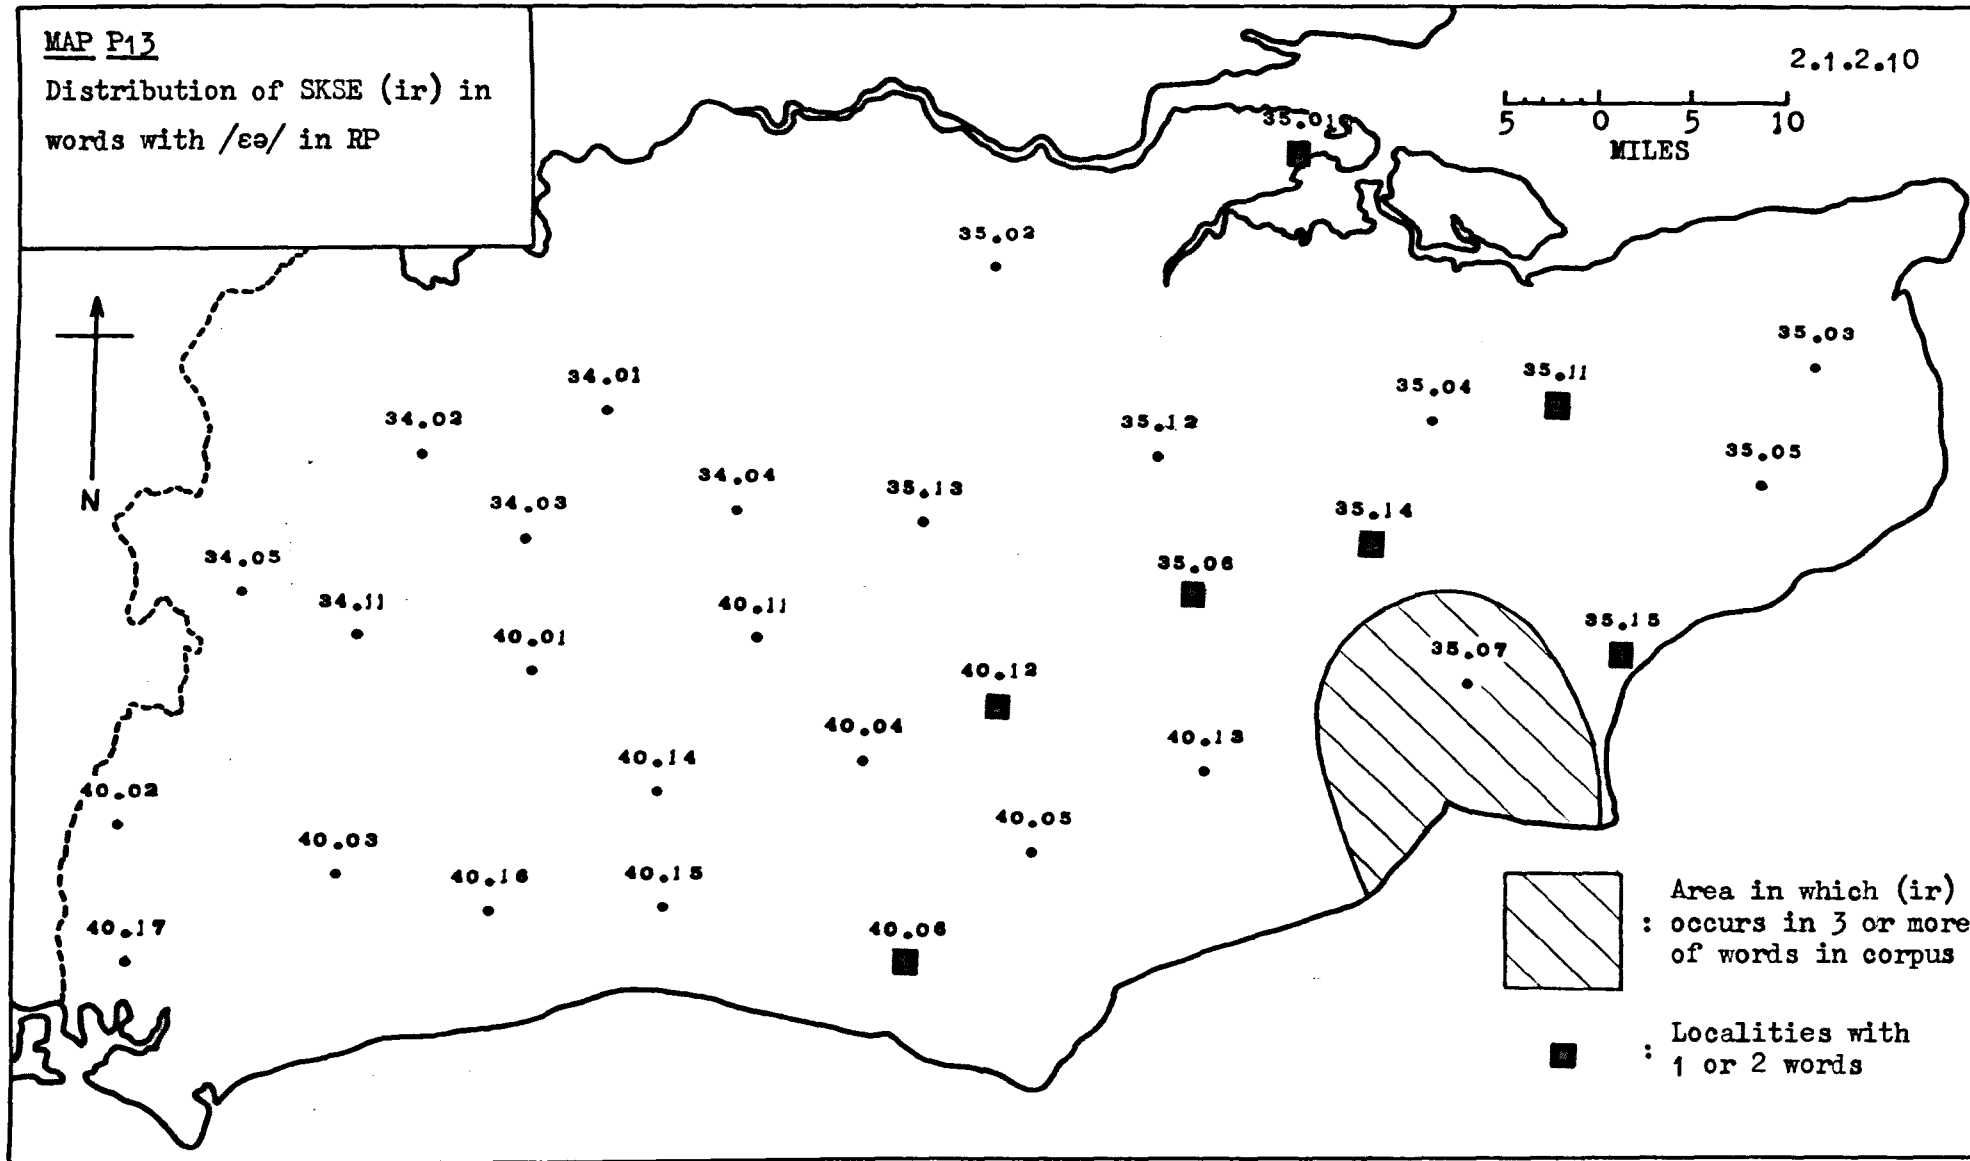 MAP P13
Distribution of SKSE (ir) in
words with /ɛə/ in RP
2.1.2.10
5 0 5 10
MILES
N
35.01
35.02
35.03
34.01
35.11
35.04
34.02
35.12
35.05
34.04
35.13
34.03
35.14
34.05
35.06
34.11
40.11
35.15
40.01
35.07
40.12
40.04
40.13
40.14
40.02
40.05
40.03
40.16
40.15
40.17
40.06
Area in which (ir)
: occurs in 3 or more
of words in corpus
Localities with
: 1 or 2 words